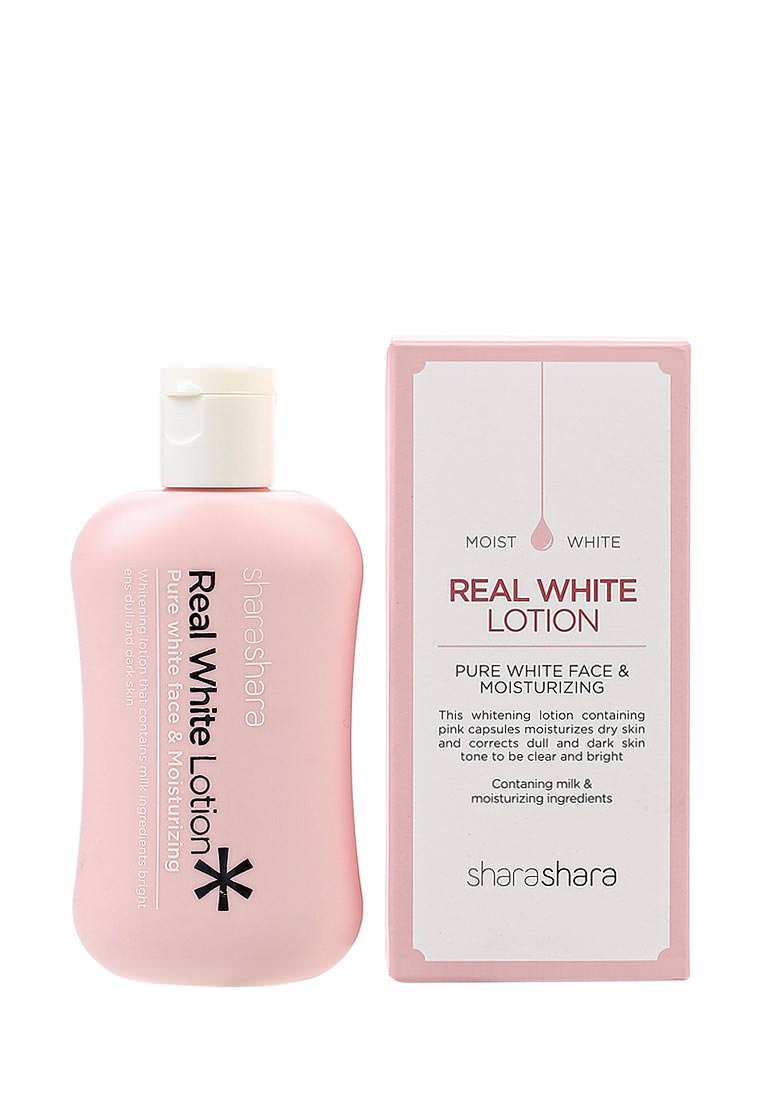 sharashara
Real White Lotion
Pure white face & Moisturizing
Whitening lotion that contains milk ingredients bright
ens dull and dark skin
MOIST WHITE
REAL WHITE
LOTION
PURE WHITE FACE &
MOISTURIZING
This whitening lotion containing
pink capsules moisturizes dry skin
and corrects dull and dark skin
tone to be clear and bright
Contaning milk &
moisturizing ingredients
sharashara